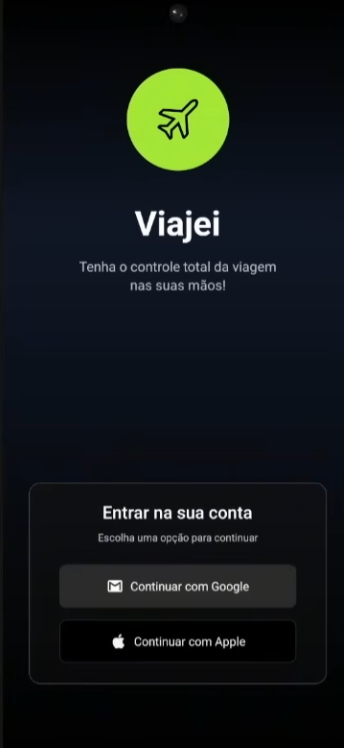 Viajei
Tenha o controle total da viagem
nas suas mãos!
Entrar na sua conta
Escolha uma opção para continuar
Continuar com Google
Continuar com Apple